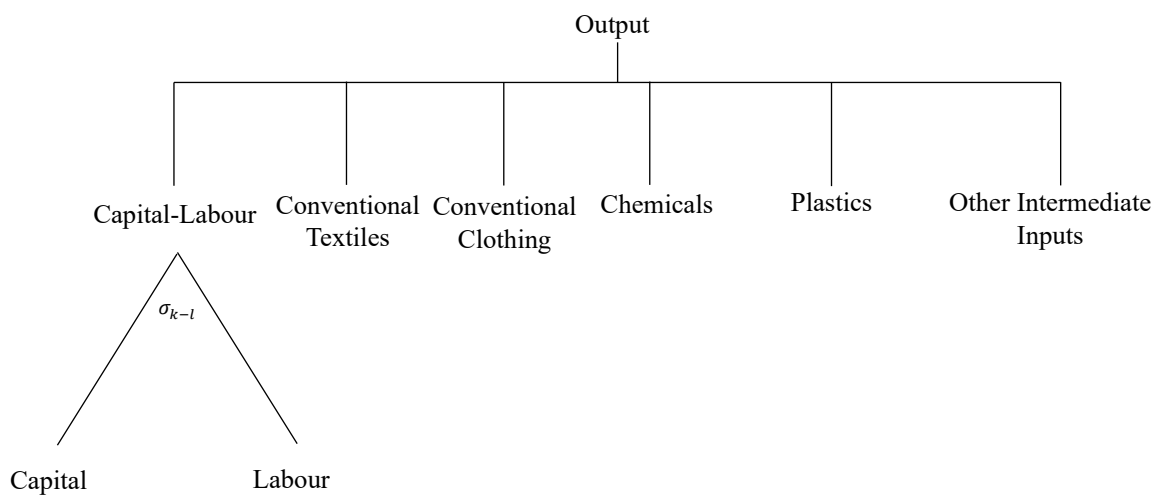 Output
Capital-Labour
Conventional
Textiles
Conventional
Clothing
Chemicals
Plastics
Other Intermediate
Inputs
σk−l
Capital
Labour